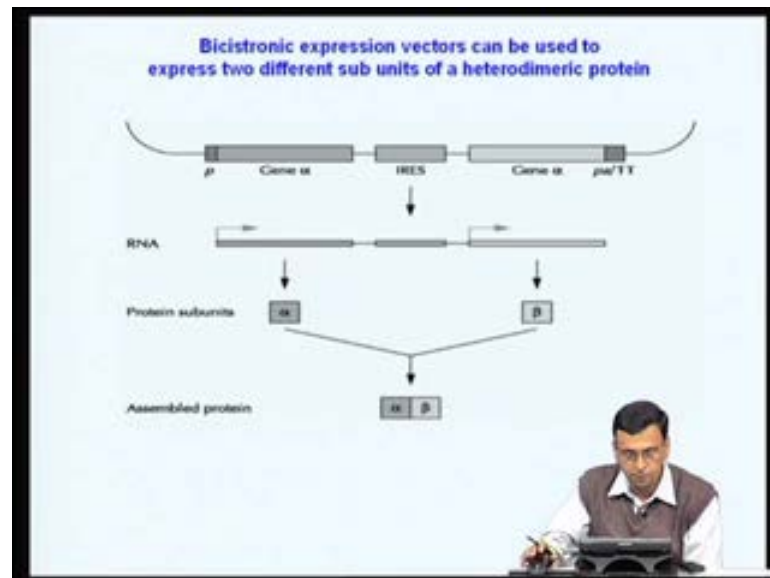 Bicistronic expression vectors can be used to
express two different sub units of a heterodimeric protein
p Gene α IRES Gene α pa/TT
RNA
Protein subunits α β
Assembled protein α β